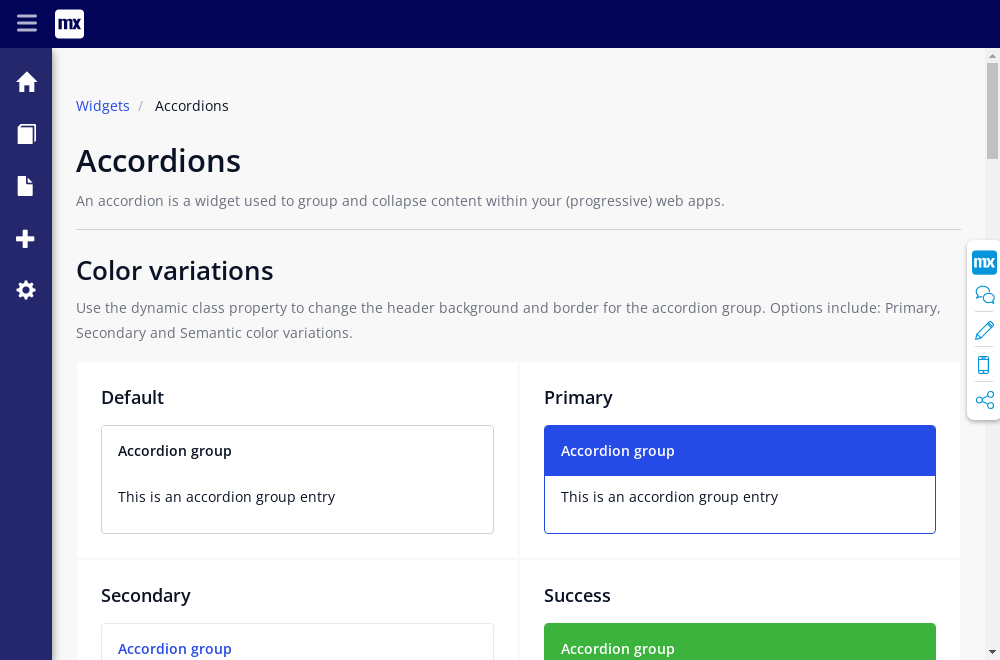 mx
Widgets / Accordions
Accordions
An accordion is a widget used to group and collapse content within your (progressive) web apps.
Color variations
Use the dynamic class property to change the header background and border for the accordion group. Options include: Primary,
Secondary and Semantic color variations.
mx
Default
Primary
Accordion group
Accordion group
This is an accordion group entry
This is an accordion group entry
Secondary
Success
Accordion group
Accordion group